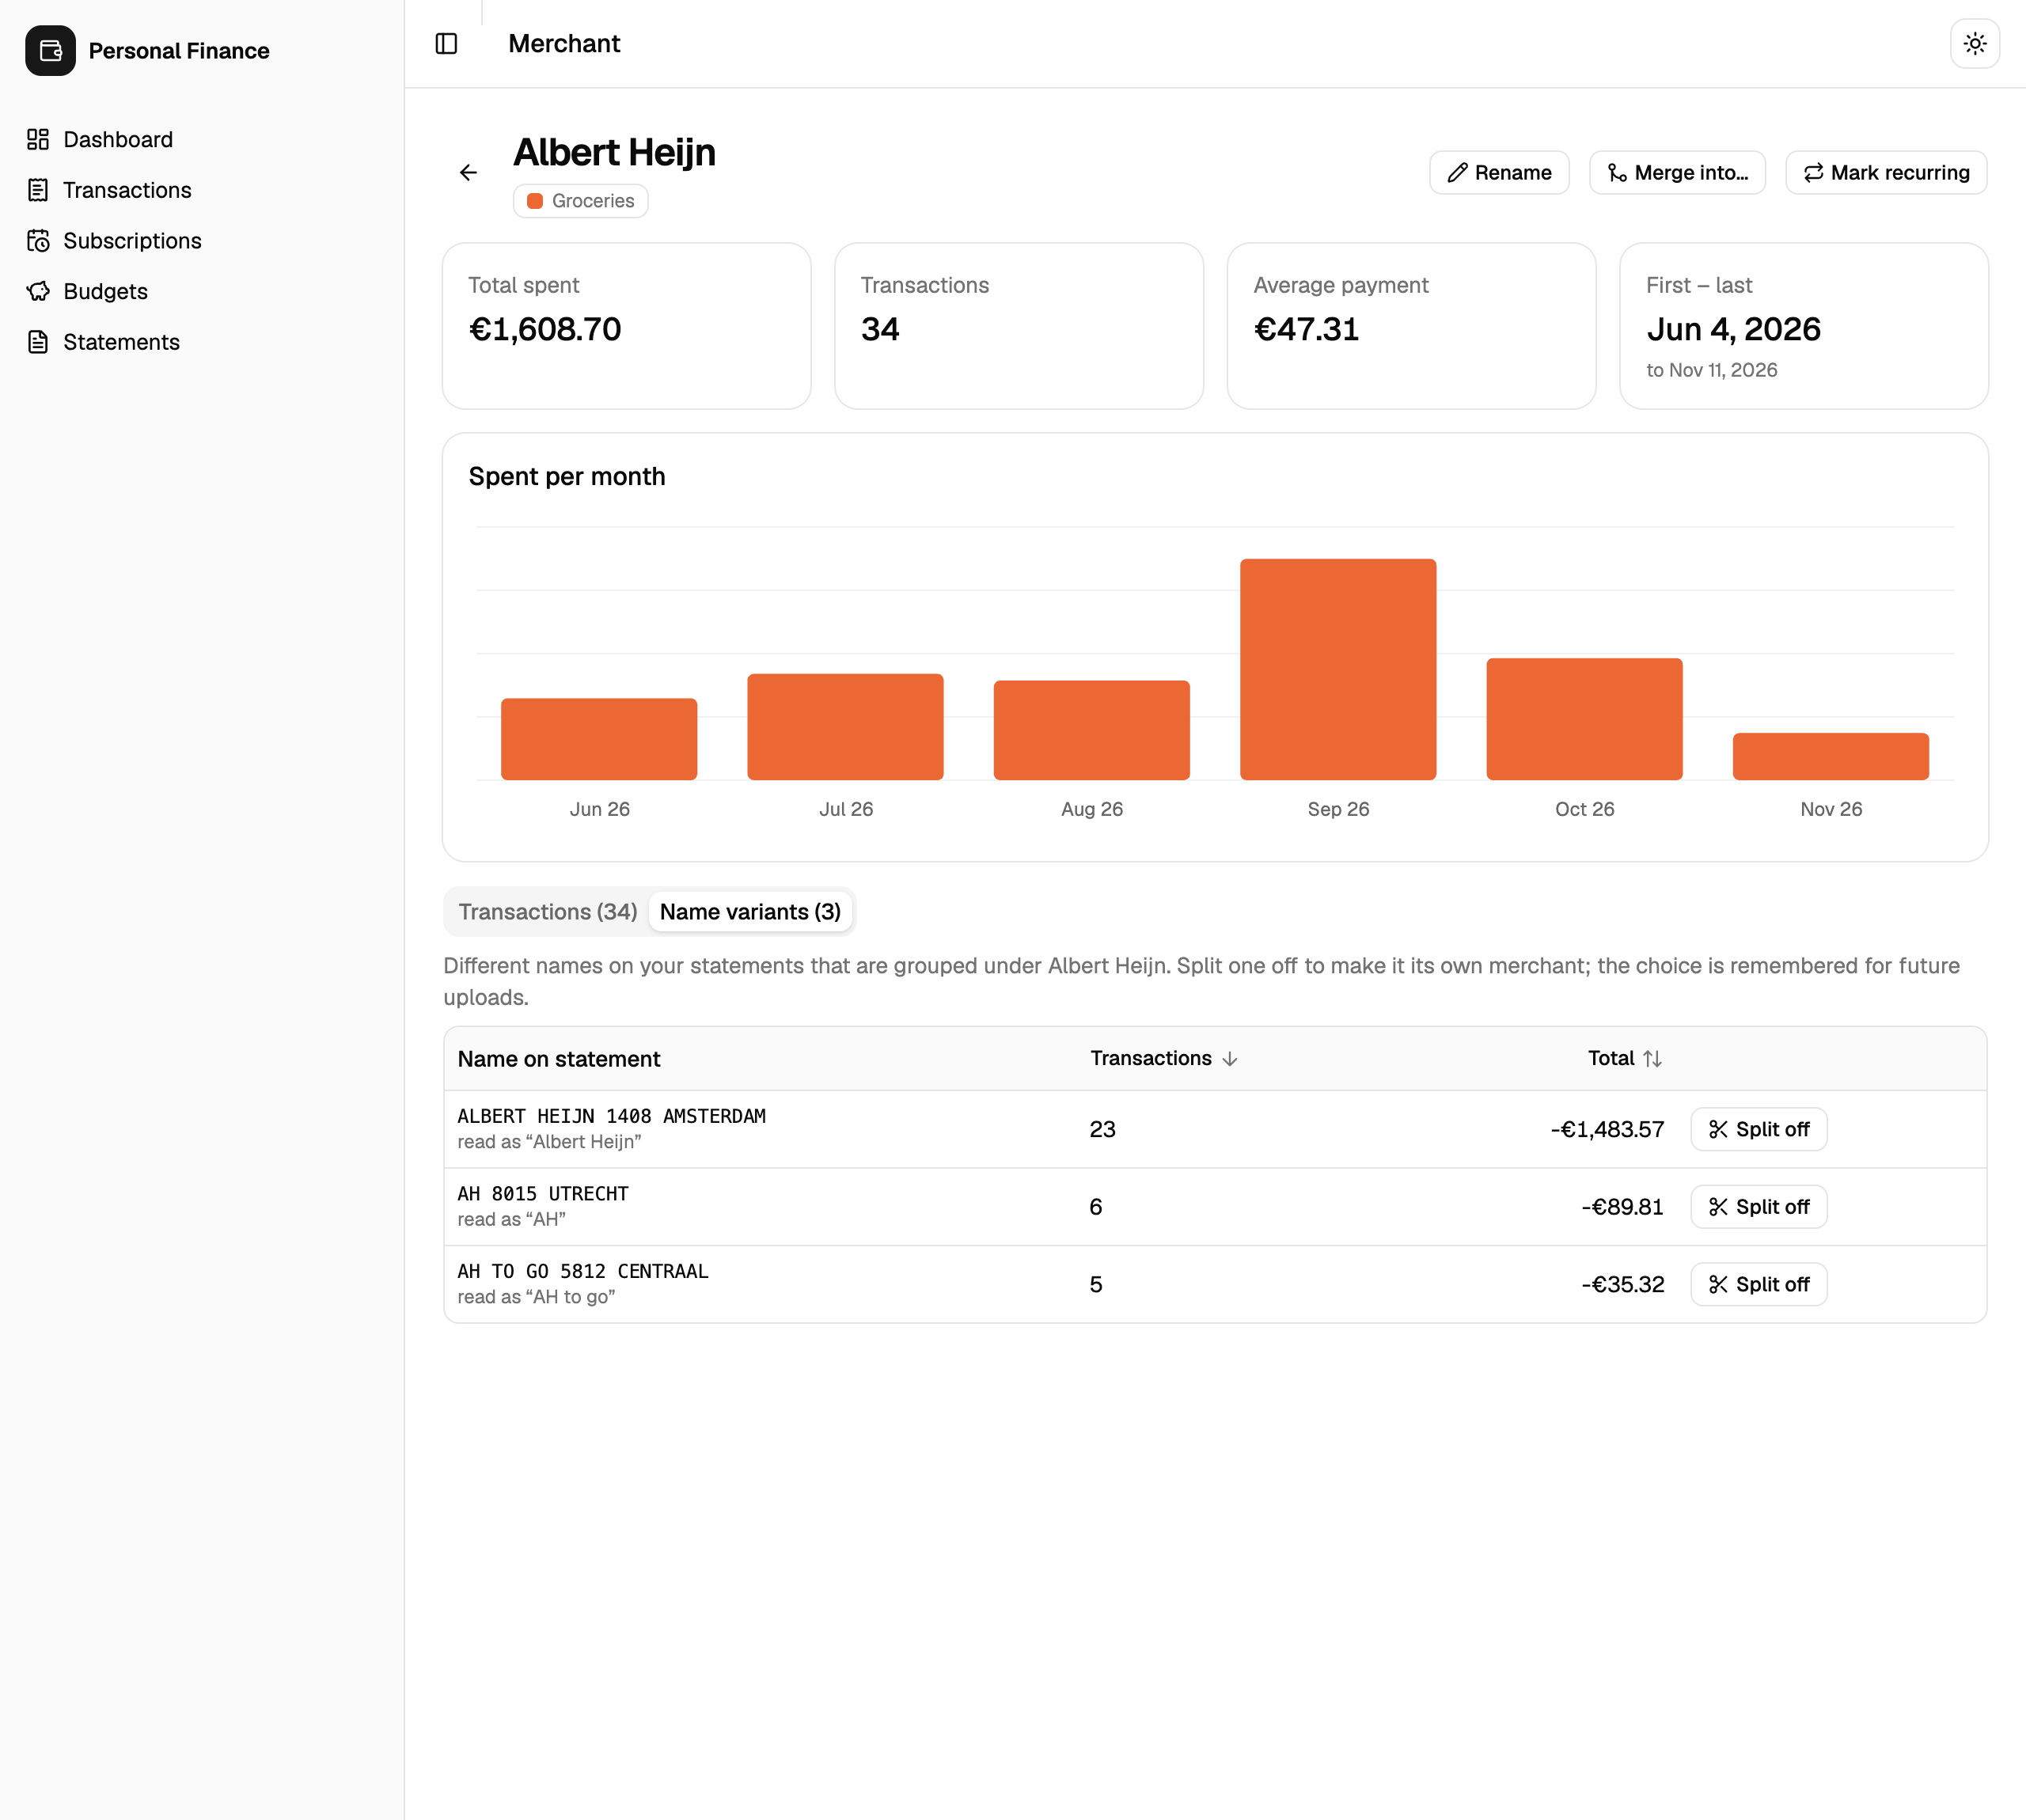 Personal Finance
Dashboard
Transactions
Subscriptions
Budgets
Statements
Merchant
Albert Heijn
Groceries
Rename
Merge into...
Mark recurring
Total spent
€1,608.70
Transactions
34
Average payment
€47.31
First – last
Jun 4, 2026
to Nov 11, 2026
Spent per month
Jun 26
Jul 26
Aug 26
Sep 26
Oct 26
Nov 26
Transactions (34)
Name variants (3)
Different names on your statements that are grouped under Albert Heijn. Split one off to make it its own merchant; the choice is remembered for future
uploads.
Name on statement
Transactions
Total
ALBERT HEIJN 1408 AMSTERDAM
read as “Albert Heijn”
23
-€1,483.57
Split off
AH 8015 UTRECHT
read as “AH”
6
-€89.81
Split off
AH TO GO 5812 CENTRAAL
read as “AH to go”
5
-€35.32
Split off